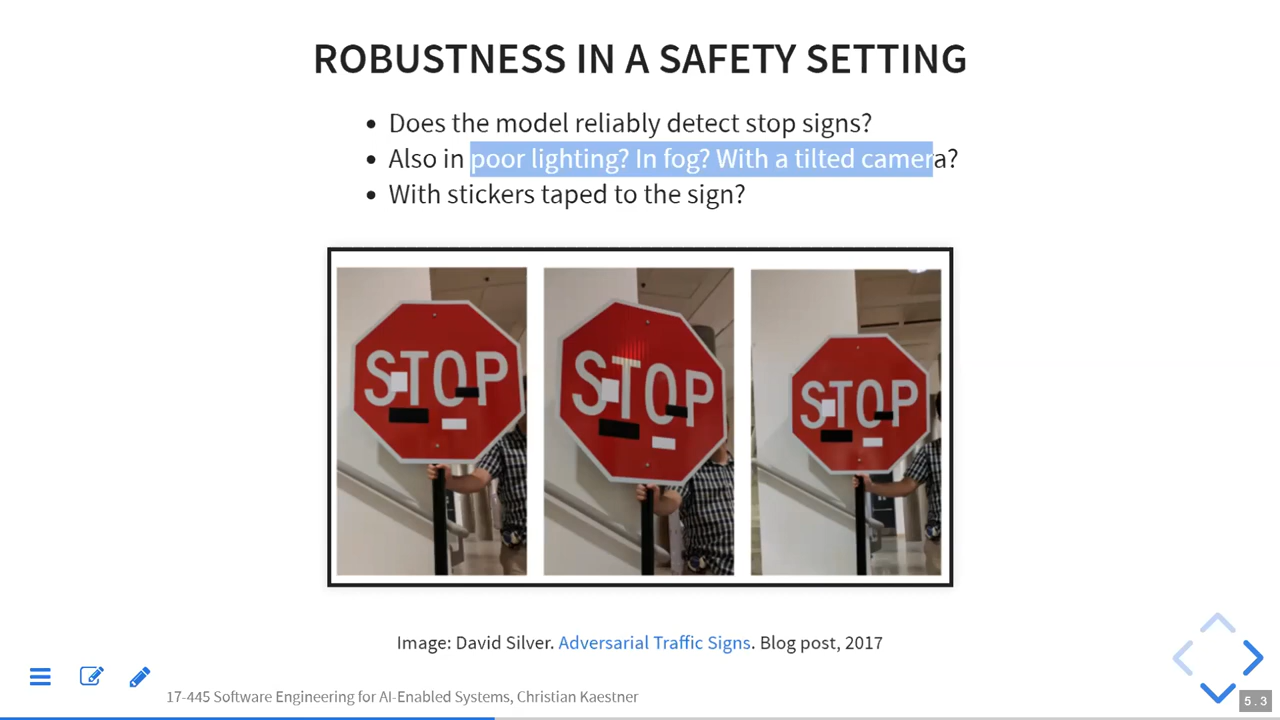 ROBUSTNESS IN A SAFETY SETTING
Does the model reliably detect stop signs?
Also in poor lighting? In fog? With a tilted camera?
With stickers taped to the sign?
STOP
STOP
STOP
Image: David Silver. Adversarial Traffic Signs. Blog post, 2017
17-445 Software Engineering for AI-Enabled Systems, Christian Kaestner
5.3